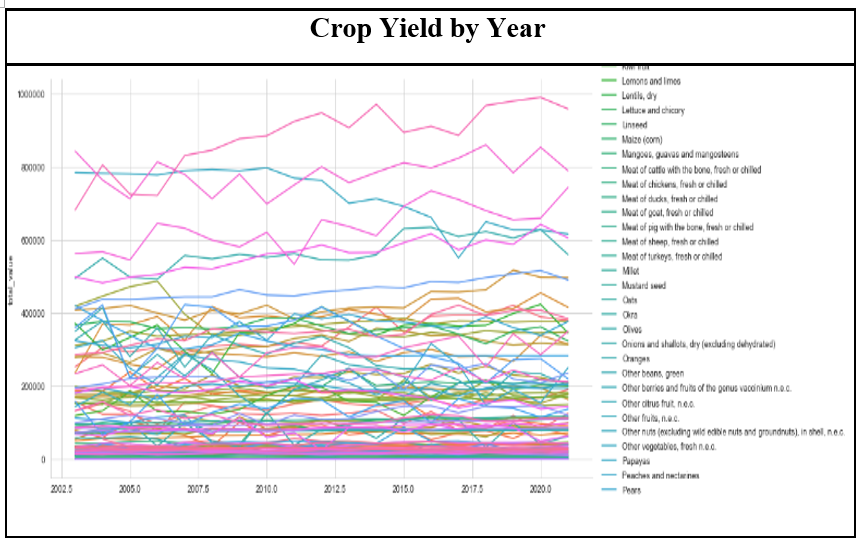 Crop Yield by Year
1000000
800000
600000
400000
200000
0
total_value
2002.5 2005.0 2007.5 2010.0 2012.5 2015.0 2017.5 2020.0
Kiwi fruit
Lemons and limes
Lentils, dry
Lettuce and chicory
Linseed
Maize (corn)
Mangoes, guavas and mangosteens
Meat of cattle with the bone, fresh or chilled
Meat of chickens, fresh or chilled
Meat of ducks, fresh or chilled
Meat of goat, fresh or chilled
Meat of pig with the bone, fresh or chilled
Meat of sheep, fresh or chilled
Meat of turkeys, fresh or chilled
Millet
Mustard seed
Oats
Okra
Olives
Onions and shallots, dry (excluding dehydrated)
Oranges
Other beans, green
Other berries and fruits of the genus vaccinium n.e.c.
Other citrus fruit, n.e.c.
Other fruits, n.e.c.
Other nuts (excluding wild edible nuts and groundnuts), in shell, n.e.c.
Other vegetables, fresh n.e.c.
Papayas
Peaches and nectarines
Pears